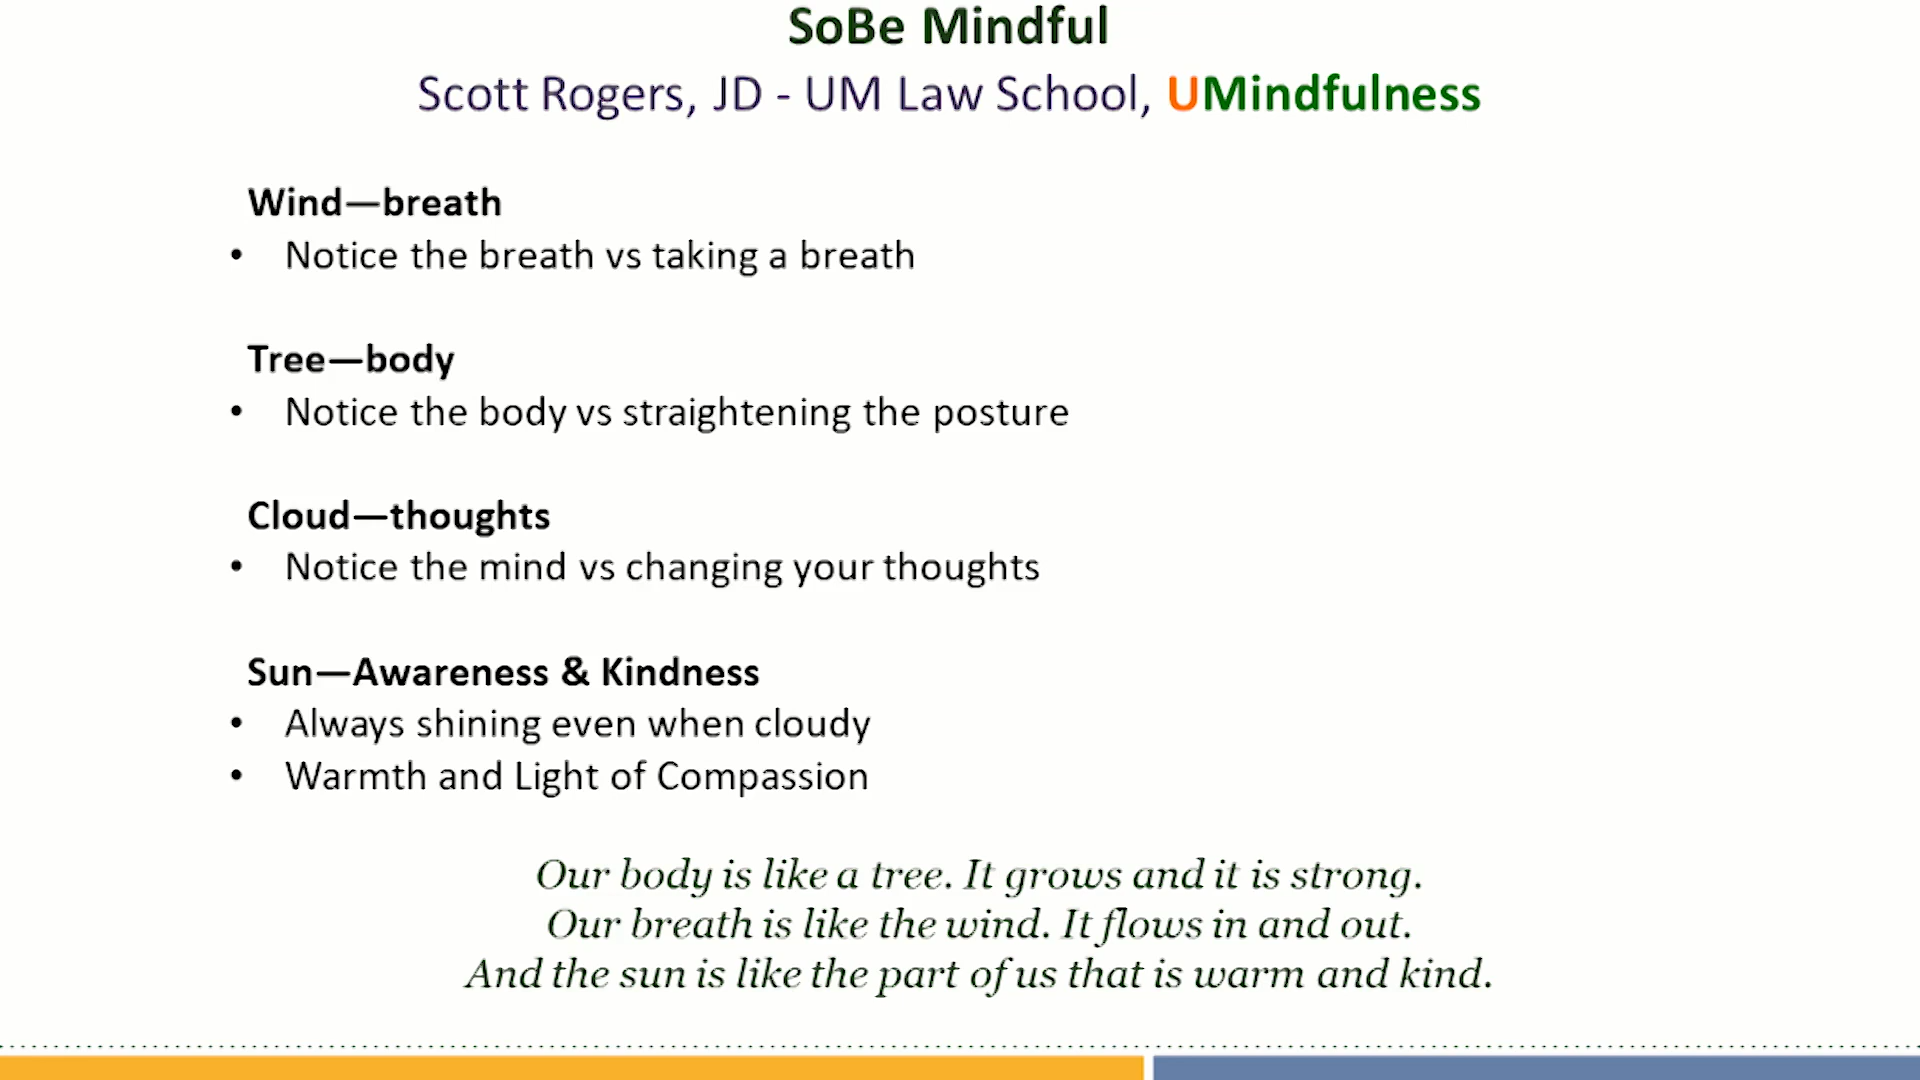 SoBe Mindful
Scott Rogers, JD - UM Law School, UMindfulness
Wind—breath
• Notice the breath vs taking a breath
Tree—body
• Notice the body vs straightening the posture
Cloud—thoughts
• Notice the mind vs changing your thoughts
Sun—Awareness & Kindness
• Always shining even when cloudy
• Warmth and Light of Compassion
Our body is like a tree. It grows and it is strong.
Our breath is like the wind. It flows in and out.
And the sun is like the part of us that is warm and kind.